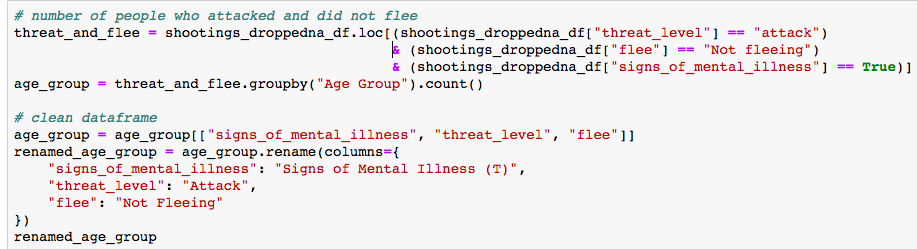 # number of people who attacked and did not flee
threat_and_flee = shootings_droppedna_df.loc[(shootings_droppedna_df["threat_level"] == "attack")
& (shootings_droppedna_df["flee"] == "Not fleeing")
& (shootings_droppedna_df["signs_of_mental_illness"] == True)]
age_group = threat_and_flee.groupby("Age Group").count()
# clean dataframe
age_group = age_group[["signs_of_mental_illness", "threat_level", "flee"]]
renamed_age_group = age_group.rename(columns={
"signs_of_mental_illness": "Signs of Mental Illness (T)",
"threat_level": "Attack",
"flee": "Not Fleeing"
})
renamed_age_group